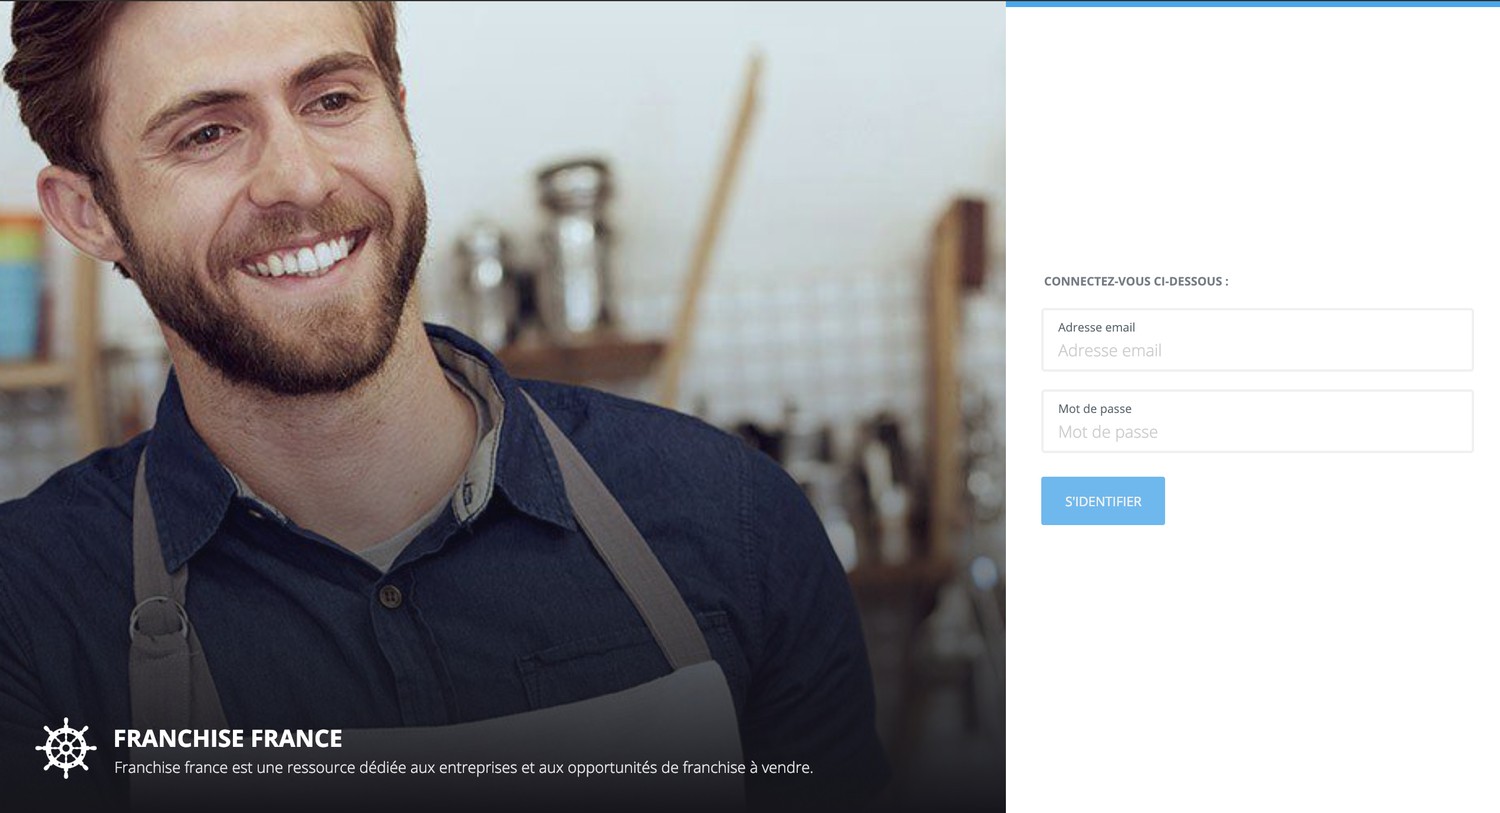 CONNECTEZ-VOUS CI-DESSOUS :
Adresse email
Adresse email
Mot de passe
Mot de passe
S'IDENTIFIER
FRANCHISE FRANCE
Franchise france est une ressource dédiée aux entreprises et aux opportunités de franchise à vendre.